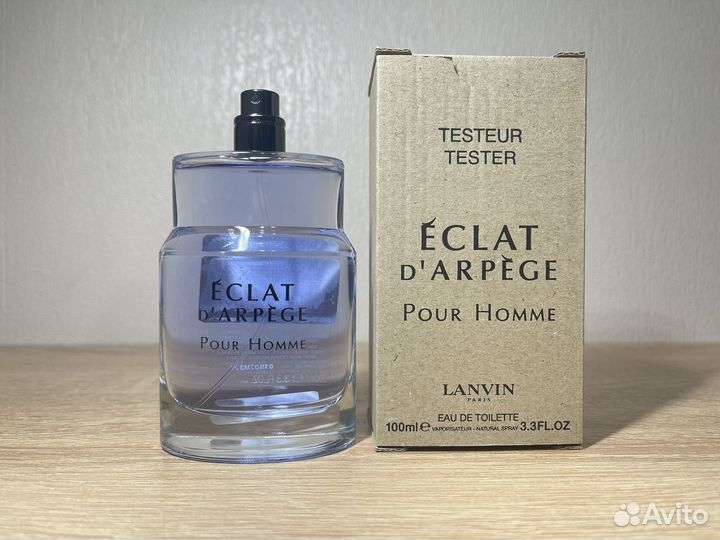 ÉCLAT
D'ARPÈGE
POUR HOMME
TESTEUR
TESTER
ÉCLAT
D'ARPÈGE
POUR HOMME
LANVIN
PARIS
EAU DE TOILETTE
100ml e VAPORISATEUR - NATURAL SPRAY 3.3FL.OZ
Avito